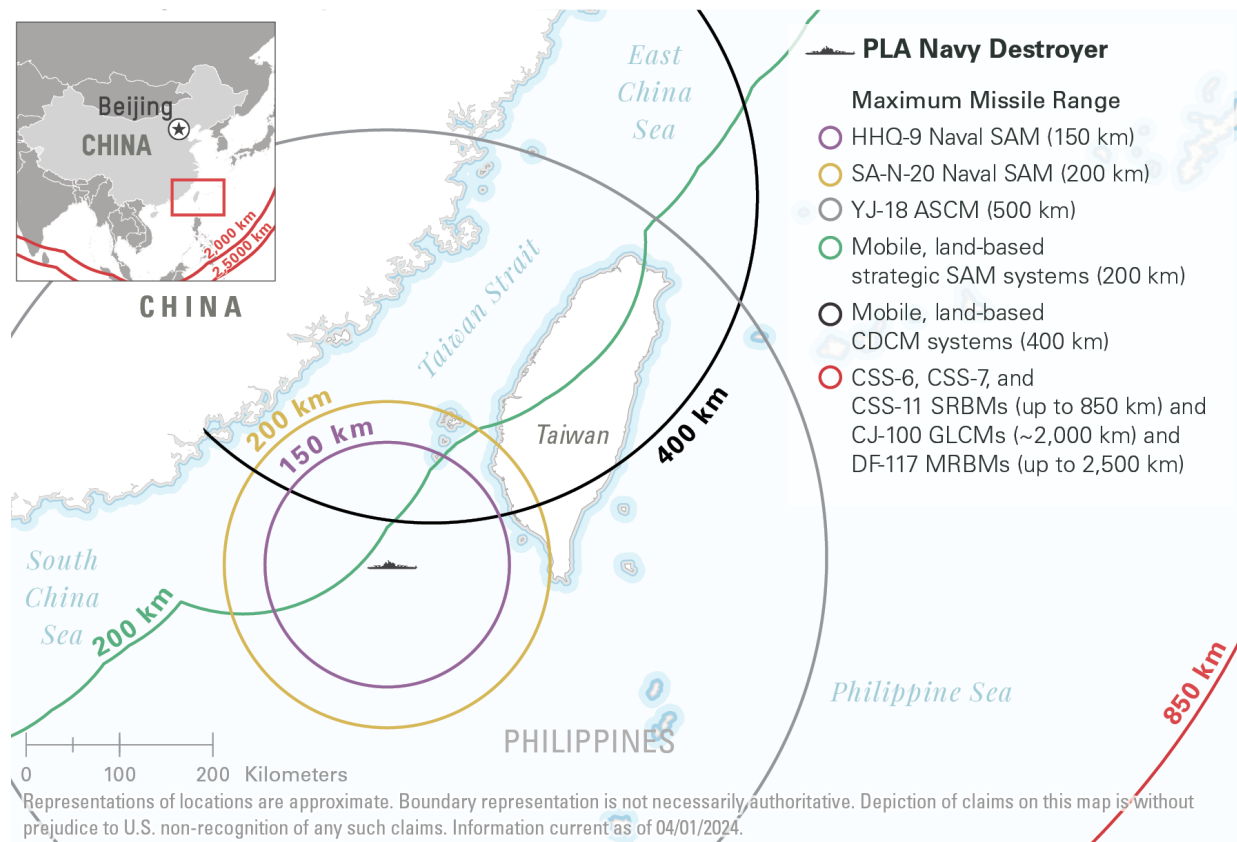 Beijing
CHINA
2,000 km
2,5000 km
CHINA
East
China
Sea
Taiwan Strait
200 km
150 km
400 km
Taiwan
South
China
Sea
200 km
Philippine Sea
850 km
PHILIPPINES
0 100 200 Kilometers
PLA Navy Destroyer
Maximum Missile Range
HHQ-9 Naval SAM (150 km)
SA-N-20 Naval SAM (200 km)
YJ-18 ASCM (500 km)
Mobile, land-based
strategic SAM systems (200 km)
Mobile, land-based
CDCM systems (400 km)
CSS-6, CSS-7, and
CSS-11 SRBMs (up to 850 km) and
CJ-100 GLCMs (~2,000 km) and
DF-117 MRBMs (up to 2,500 km)
Representations of locations are approximate. Boundary representation is not necessarily authoritative. Depiction of claims on this map is without
prejudice to U.S. non-recognition of any such claims. Information current as of 04/01/2024.